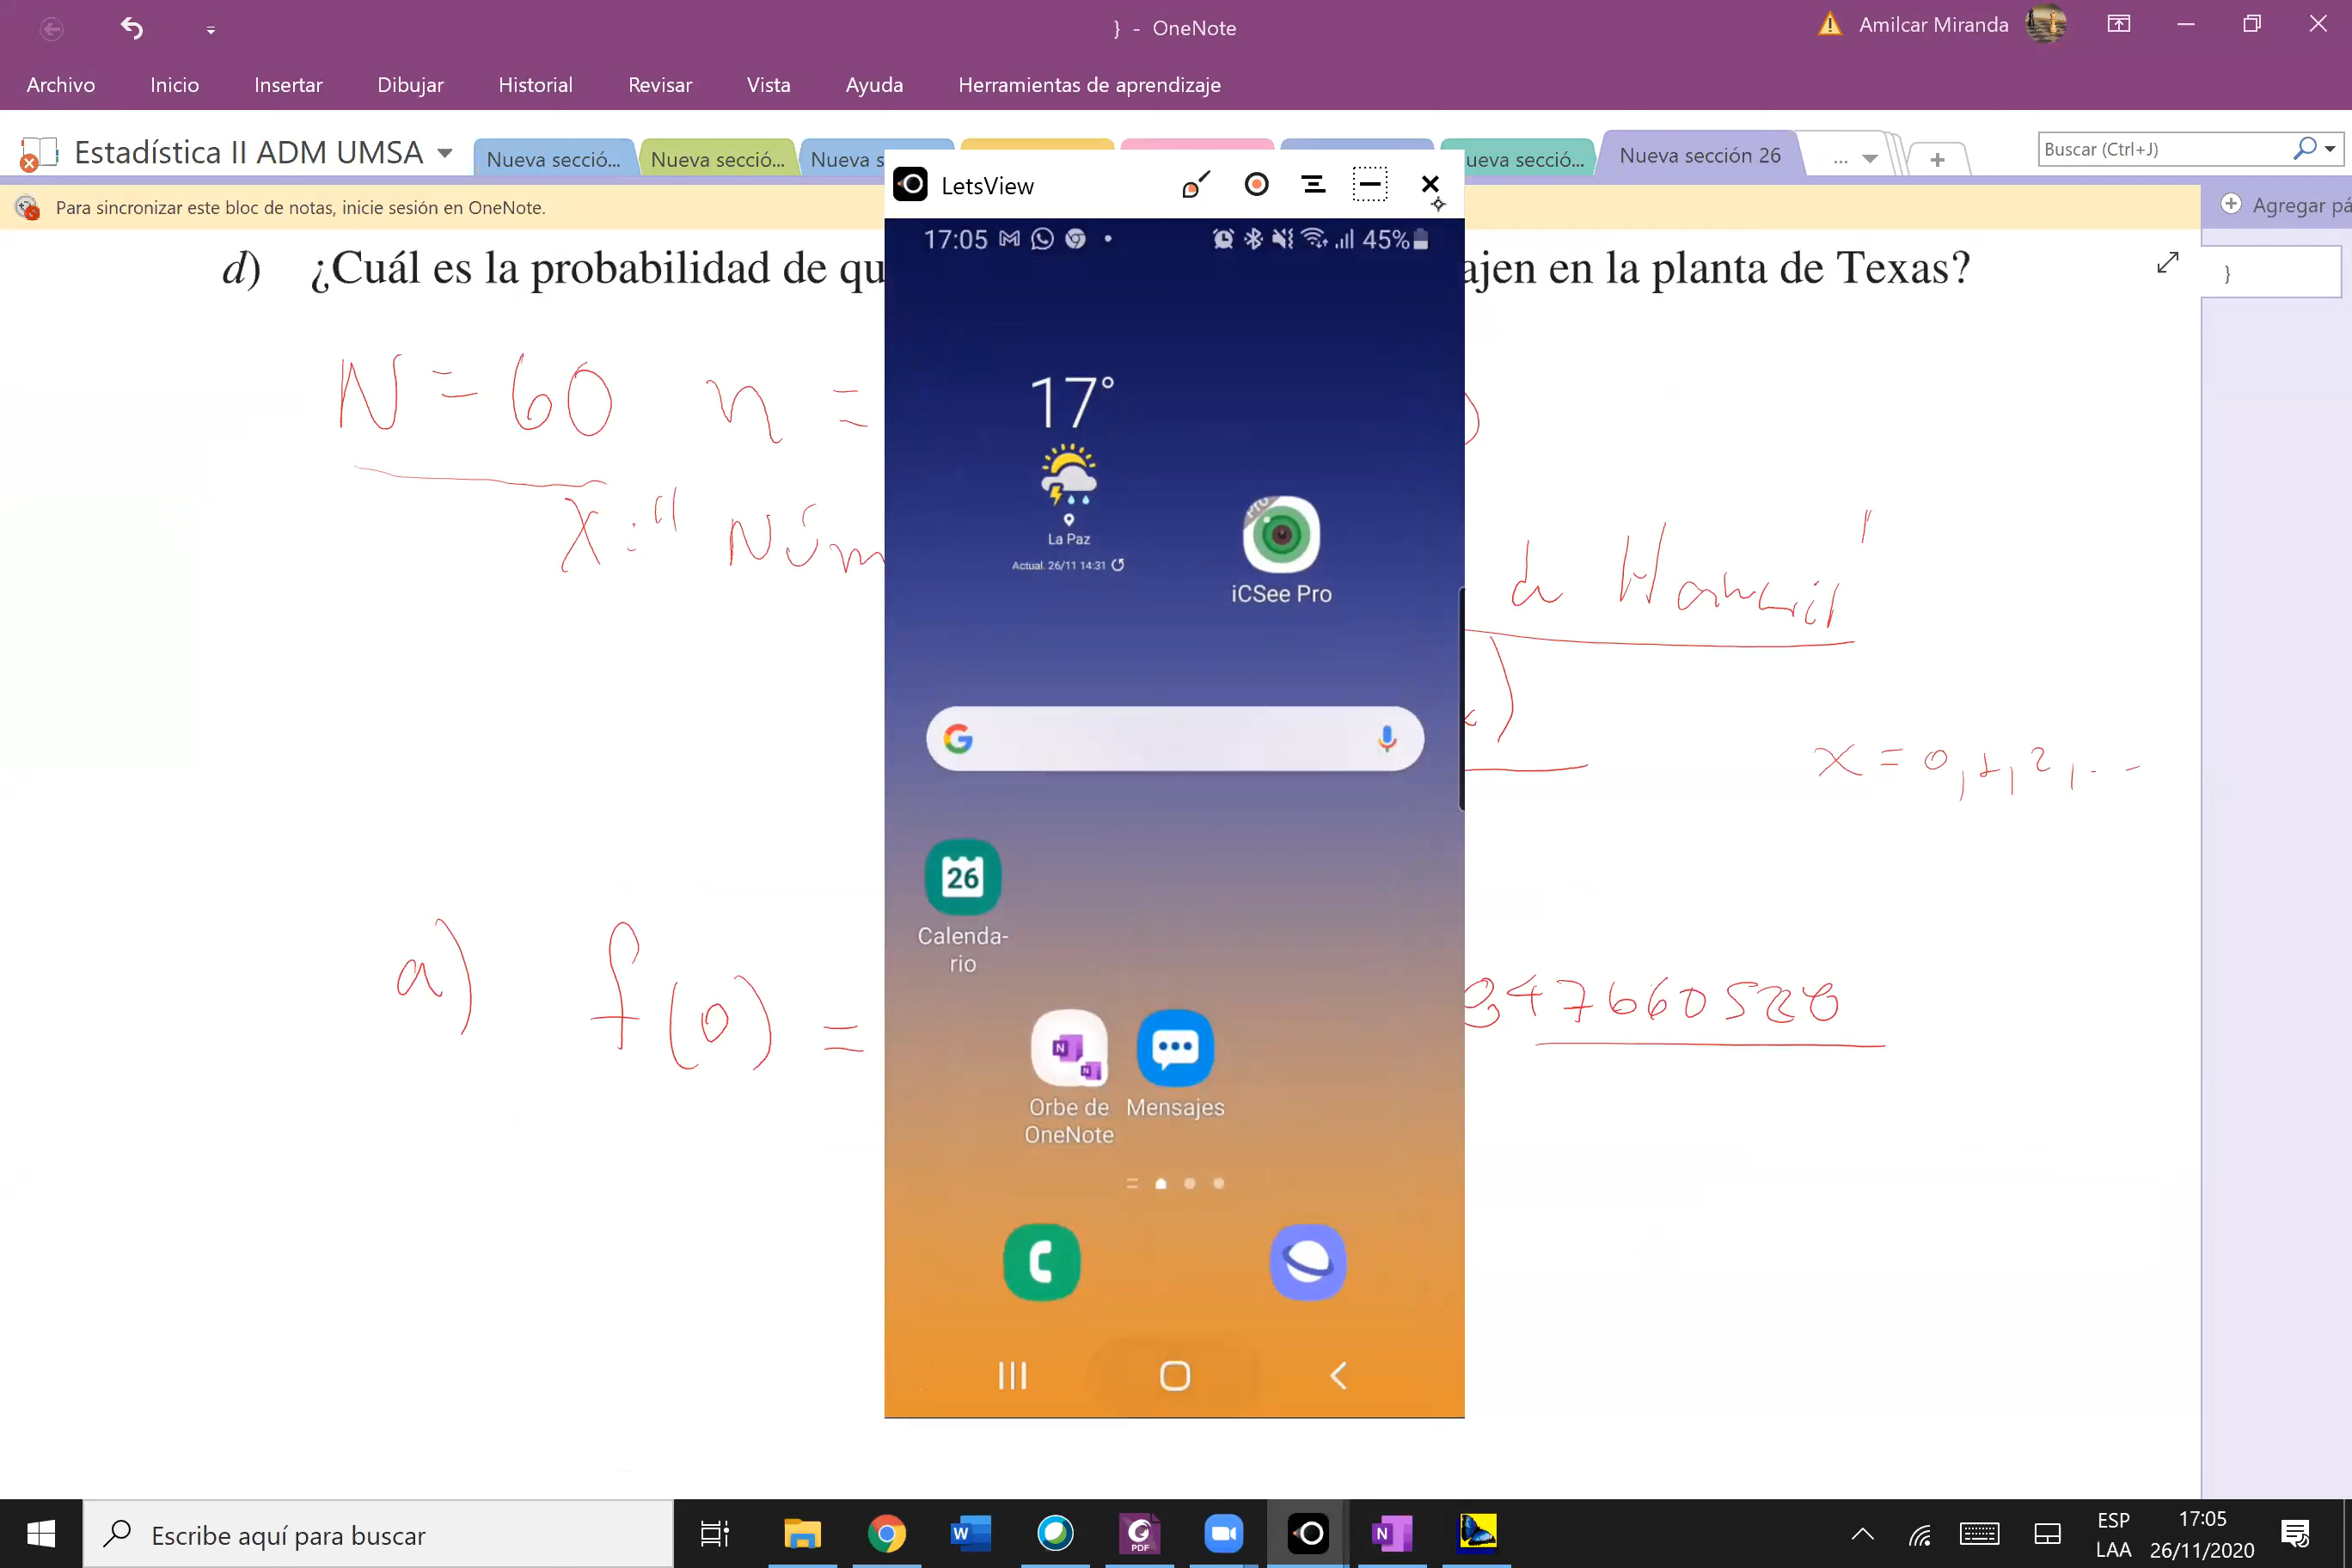 } - OneNote
Amilcar Miranda
Archivo Inicio Insertar Dibujar Historial Revisar Vista Ayuda Herramientas de aprendizaje
Estadística II ADM UMSA
Nueva secció...
Nueva secció...
Nueva s
ueva secció...
Nueva sección 26
...
Buscar (Ctrl+J)
Para sincronizar este bloc de notas, inicie sesión en OneNote.
Agregar pá
}
LetsView
17:05
45%
d) ¿Cuál es la probabilidad de qu
ajen en la planta de Texas?
N = 60 n =
X : " Núm
de Hawaii"
x = 0, 1, 2, ...
a) f(0) =
17°
La Paz
Actual. 26/11 14:31
iCSee Pro
26
Calenda-
rio
Orbe de
OneNote
Mensajes
Escribe aquí para buscar
ESP
LAA
17:05
26/11/2020